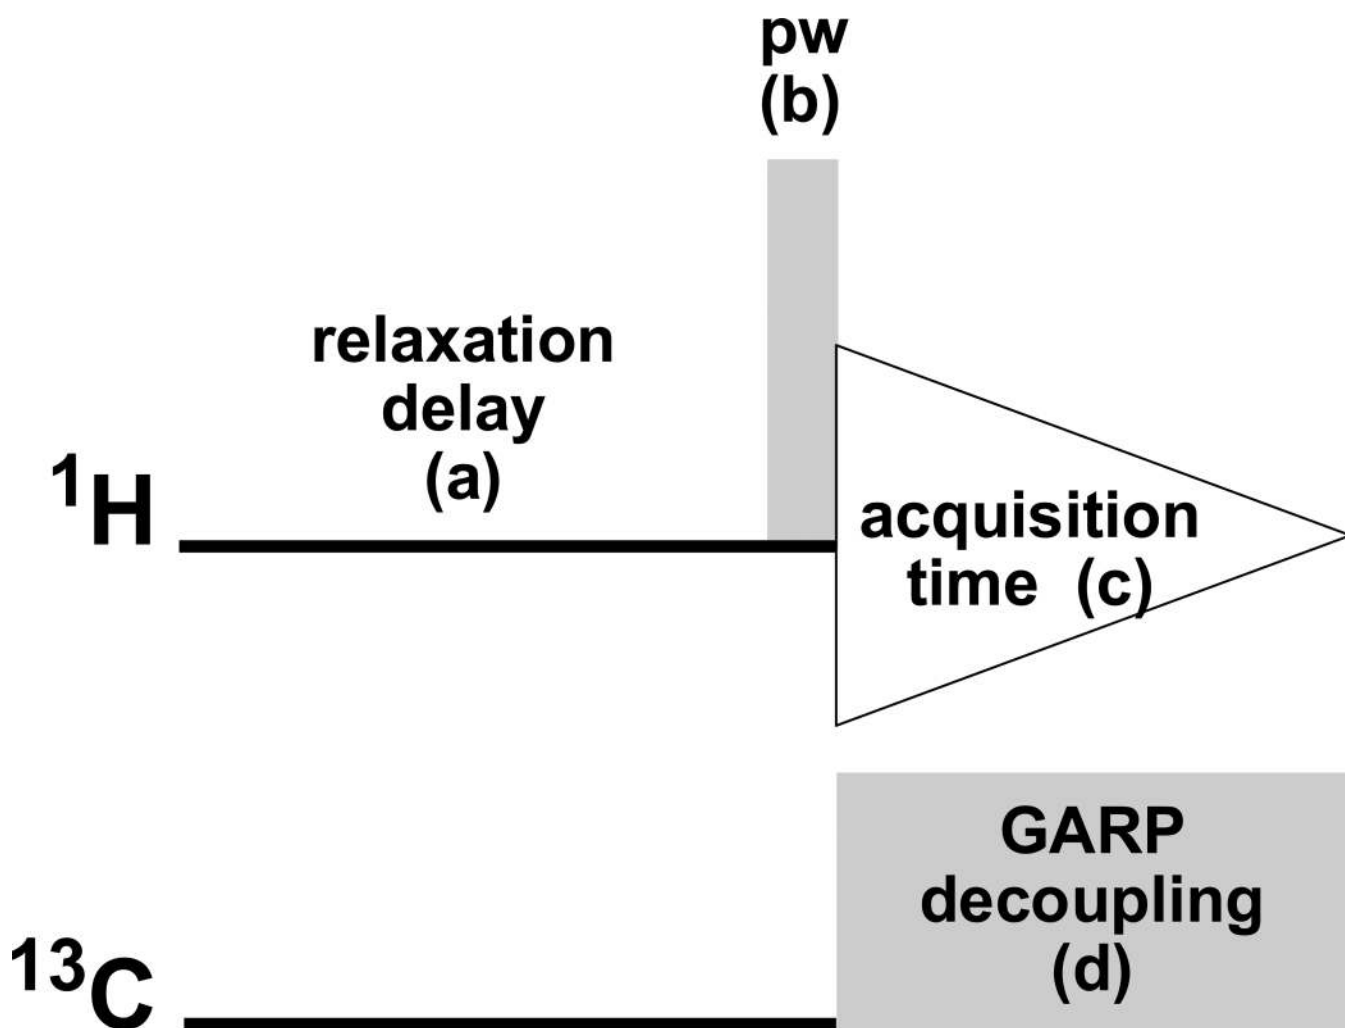 pw
(b)
relaxation
delay
(a)
¹H
acquisition
time (c)
GARP
decoupling
(d)
¹³C